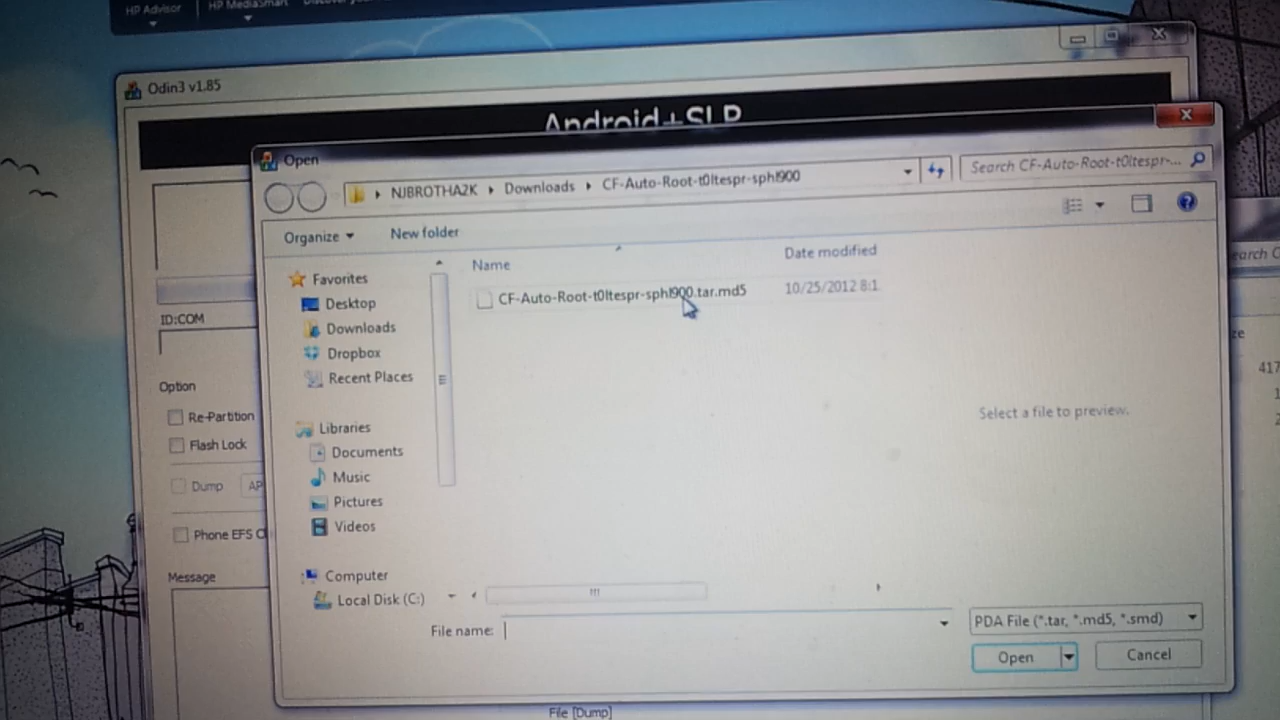 HP Advisor
HP MediaSmart
Odin3 v1.85
Android+SLP
Open
NJBROTHA2K
Downloads
CF-Auto-Root-t0ltespr-sphl900
Search CF-Auto-Root-t0ltespr-...
Organize
New folder
Name
Date modified
Favorites
CF-Auto-Root-t0ltespr-sphl900.tar.md5
10/25/2012 8:1
Desktop
Downloads
Dropbox
Recent Places
Libraries
Documents
Music
Pictures
Videos
Computer
Local Disk (C:)
Select a file to preview.
File name:
PDA File (*.tar, *.md5, *.smd)
Open
Cancel
ID:COM
Option
Re-Partition
Flash Lock
Dump
AP
Phone EFS C
Message
File [Dump]
earch C
ze
417